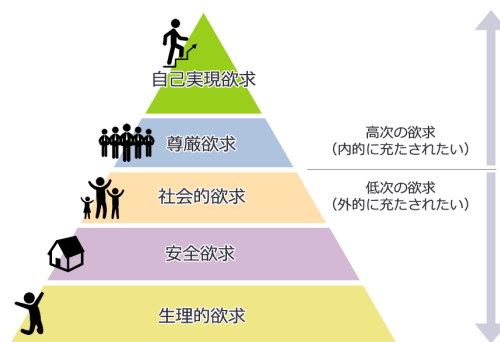 自己実現欲求
尊厳欲求
高次の欲求
（内的に充たされたい）
低次の欲求
（外的に充たされたい）
社会的欲求
安全欲求
生理的欲求